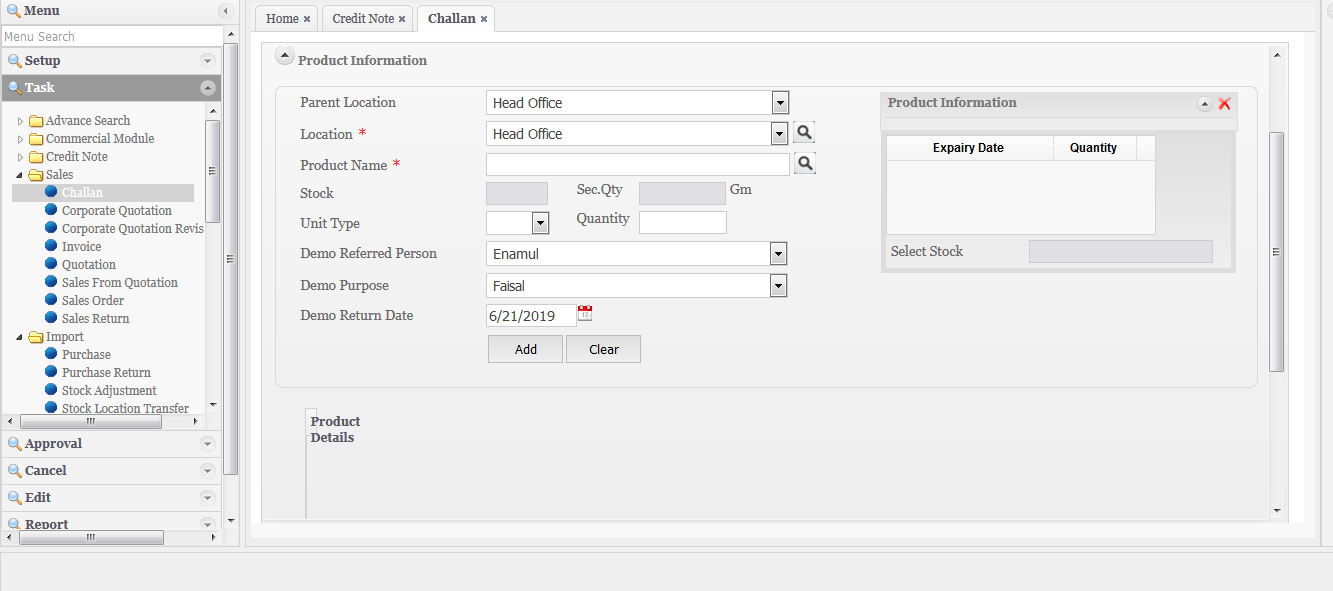 Menu
Menu Search
Setup
Task
Advance Search
Commercial Module
Credit Note
Sales
Challan
Corporate Quotation
Corporate Quotation Revis
Invoice
Quotation
Sales From Quotation
Sales Order
Sales Return
Import
Purchase
Purchase Return
Stock Adjustment
Stock Location Transfer
Approval
Cancel
Edit
Report
Home × Credit Note × Challan ×
Product Information
Parent Location Head Office
Location * Head Office
Product Name *
Stock Sec.Qty Gm
Unit Type Quantity
Demo Referred Person Enamul
Demo Purpose Faisal
Demo Return Date 6/21/2019
Add Clear
Product Information
Expairy Date Quantity
Select Stock
Product
Details